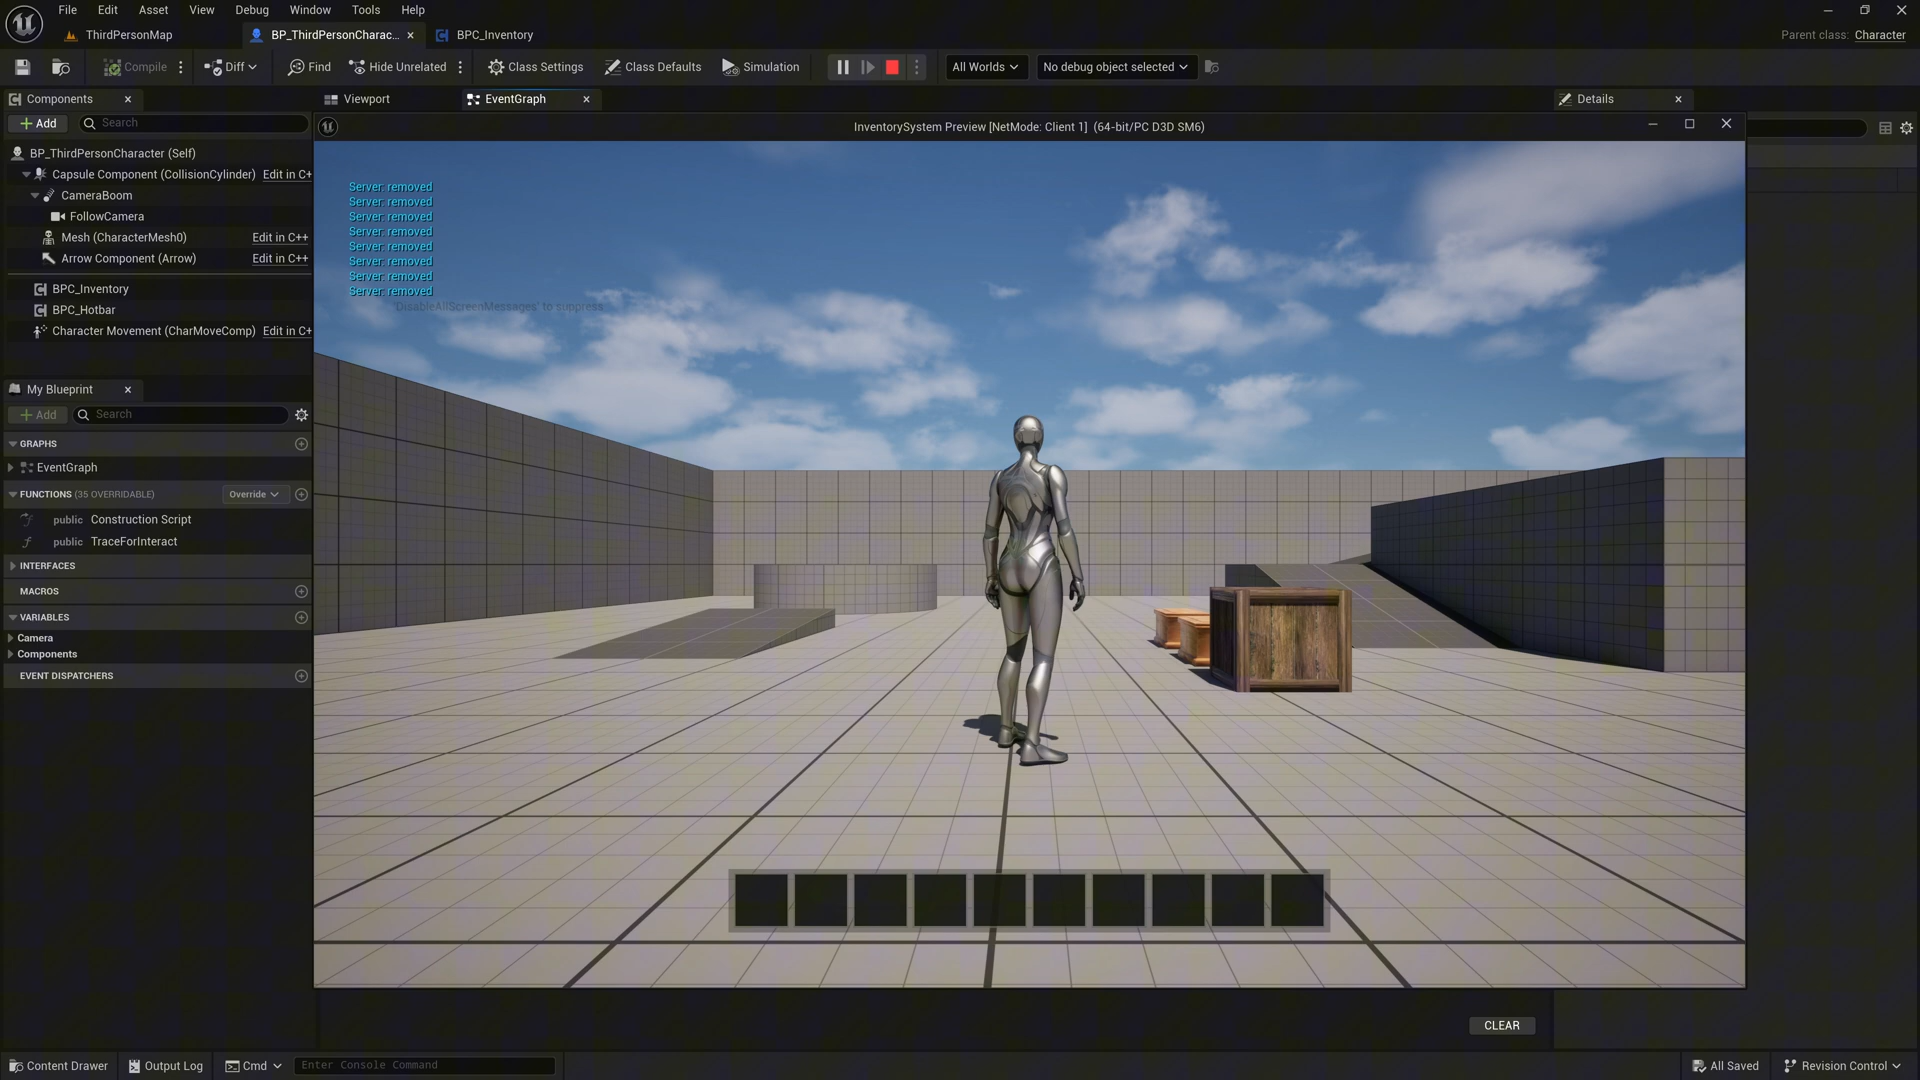 File Edit Asset View Debug Window Tools Help
ThirdPersonMap BP_ThirdPersonCharac... BPC_Inventory Parent class: Character
Compile Diff Find Hide Unrelated Class Settings Class Defaults Simulation All Worlds No debug object selected
Components Viewport EventGraph Details
Add Search
InventorySystem Preview [NetMode: Client 1] (64-bit/PC D3D SM6)
BP_ThirdPersonCharacter (Self)
Capsule Component (CollisionCylinder) Edit in C+
CameraBoom
FollowCamera
Mesh (CharacterMesh0) Edit in C++
Arrow Component (Arrow) Edit in C++
BPC_Inventory
BPC_Hotbar
Character Movement (CharMoveComp) Edit in C+
Server: removed
Server: removed
Server: removed
Server: removed
Server: removed
Server: removed
Server: removed
Server: removed
'DisableAllScreenMessages' to suppress
My Blueprint
Add Search
GRAPHS
EventGraph
FUNCTIONS (35 OVERRIDABLE) Override
public Construction Script
public TraceForInteract
INTERFACES
MACROS
VARIABLES
Camera
Components
EVENT DISPATCHERS
CLEAR
Content Drawer Output Log Cmd Enter Console Command All Saved Revision Control